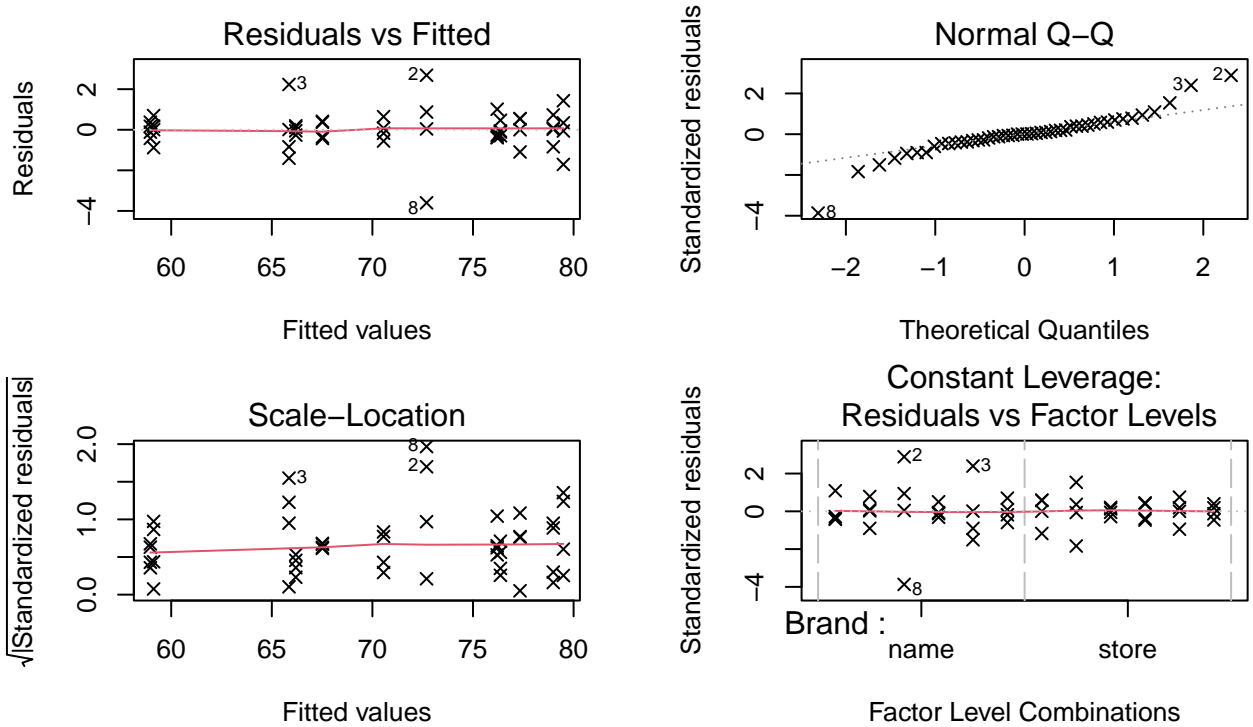 Residuals vs Fitted
Residuals
2
0
−4
3
2
8
60 65 70 75 80
Fitted values
Normal Q−Q
Standardized residuals
2
0
−4
8
3
2
−2 −1 0 1 2
Theoretical Quantiles
Scale−Location
√|Standardized residuals|
2.0
1.0
0.0
3
8
2
60 65 70 75 80
Fitted values
Constant Leverage:
Residuals vs Factor Levels
Standardized residuals
2
0
−4
2
3
8
Brand :
name store
Factor Level Combinations